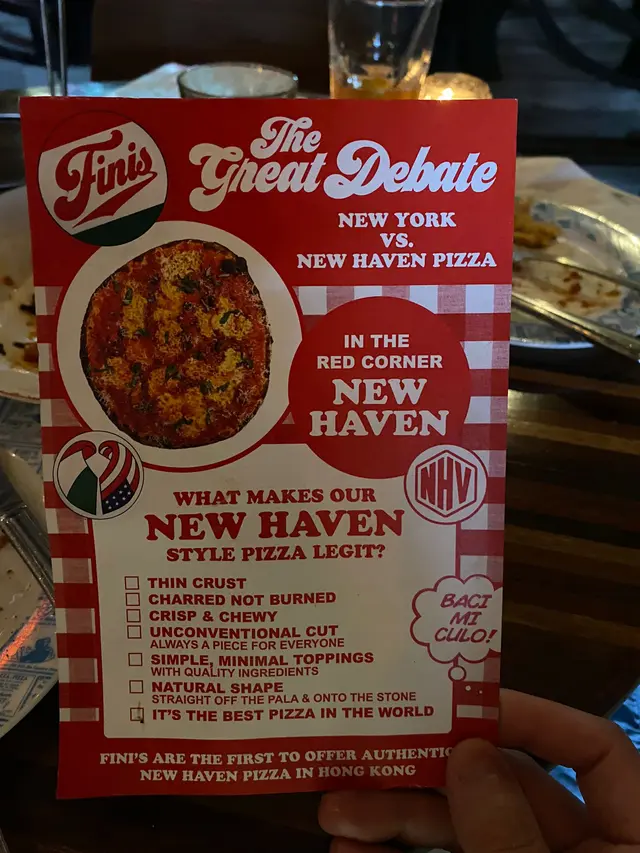 Finis
The
Great Debate
NEW YORK
VS.
NEW HAVEN PIZZA
IN THE
RED CORNER
NEW
HAVEN
NHV
WHAT MAKES OUR
NEW HAVEN
STYLE PIZZA LEGIT?
THIN CRUST
CHARRED NOT BURNED
CRISP & CHEWY
UNCONVENTIONAL CUT
ALWAYS A PIECE FOR EVERYONE
SIMPLE, MINIMAL TOPPINGS
WITH QUALITY INGREDIENTS
NATURAL SHAPE
STRAIGHT OFF THE PALA & ONTO THE STONE
IT'S THE BEST PIZZA IN THE WORLD
BACI
MI
CULO!
FINI'S ARE THE FIRST TO OFFER AUTHENTIC
NEW HAVEN PIZZA IN HONG KONG